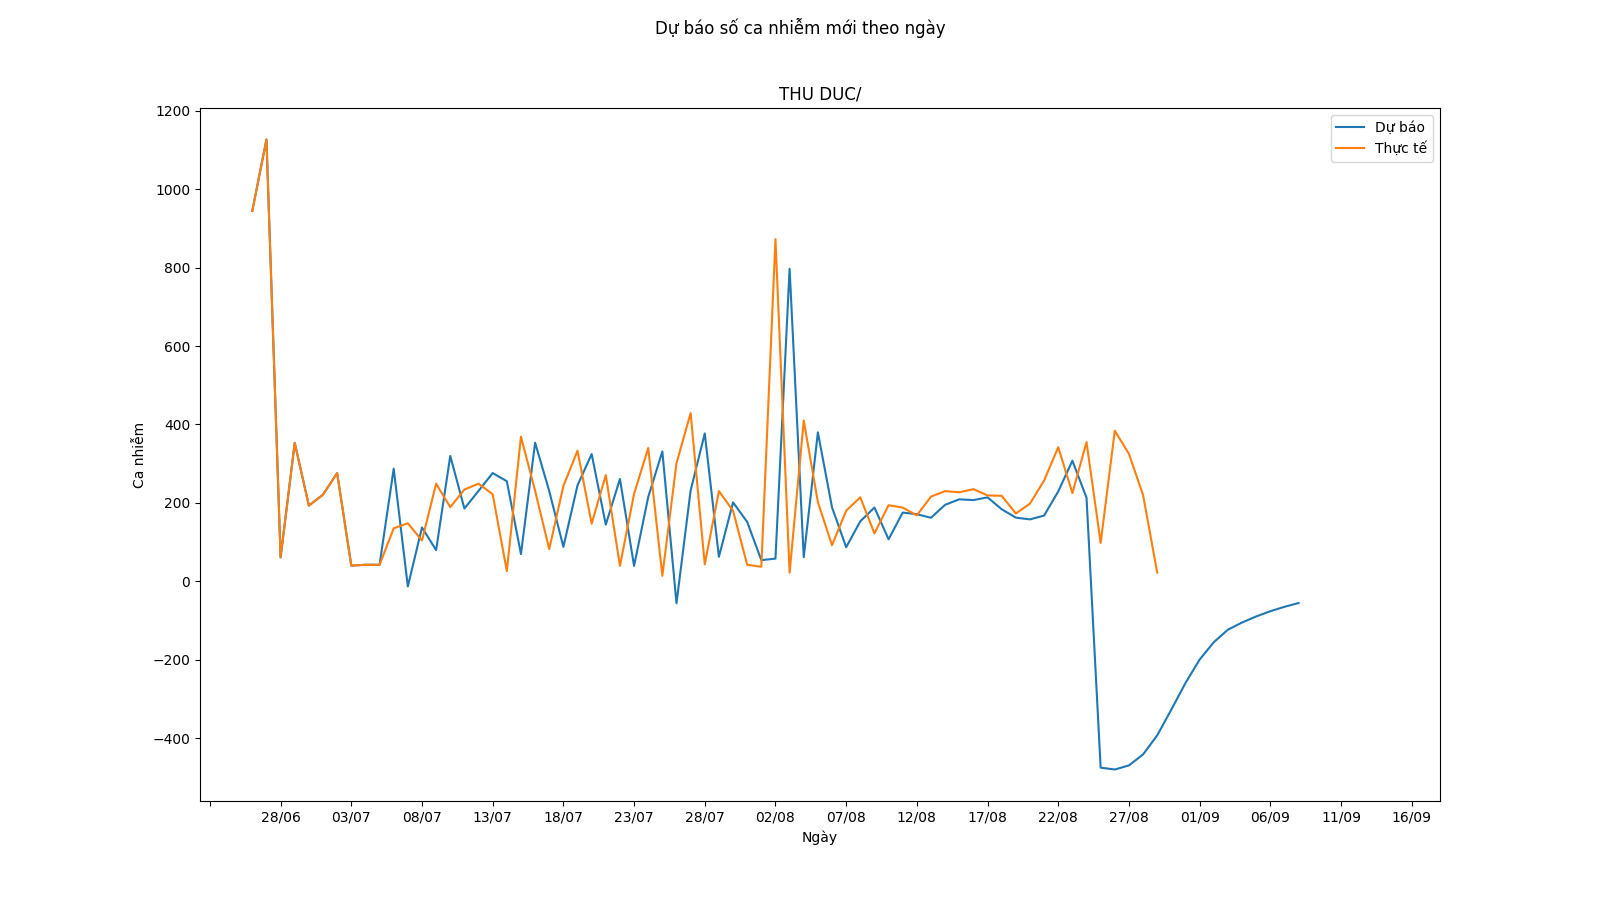 Dự báo số ca nhiễm mới theo ngày
THU DUC/
1200
1000
800
600
400
200
0
−200
−400
Ca nhiễm
Dự báo
Thực tế
28/06 03/07 08/07 13/07 18/07 23/07 28/07 02/08 07/08 12/08 17/08 22/08 27/08 01/09 06/09 11/09 16/09
Ngày